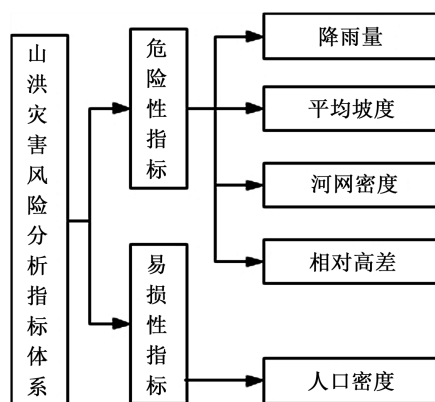 山洪灾害风险分析指标体系
危险性指标
降雨量
平均坡度
河网密度
相对高差
易损性指标
人口密度